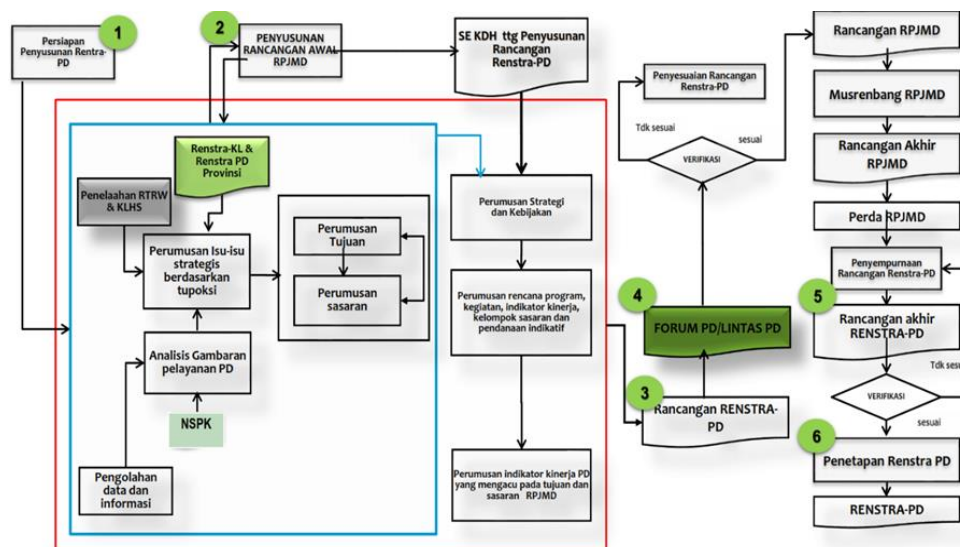 1
Persiapan
Penyusunan Rentra-
PD
2
PENYUSUNAN
RANCANGAN AWAL
RPJMD
SE KDH ttg Penyusunan
Rancangan
Renstra-PD
Renstra-KL &
Renstra PD
Provinsi
Penelaahan RTRW
& KLHS
Perumusan Isu-isu
strategis
berdasarkan
tupoksi
Perumusan
Tujuan
Perumusan
sasaran
Analisis Gambaran
pelayanan PD
NSPK
Pengolahan
data dan
informasi
Perumusan Strategi
dan Kebijakan
Perumusan rencana program,
kegiatan, indikator kinerja,
kelompok sasaran dan
pendanaan indikatif
Perumusan indikator kinerja PD
yang mengacu pada tujuan dan
sasaran RPJMD
3
Rancangan RENSTRA-
PD
4
FORUM PD/LINTAS PD
VERIFIKASI
Tdk sesuai
sesuai
Penyesuaian Rancangan
Renstra-PD
Rancangan RPJMD
Musrenbang RPJMD
Rancangan Akhir
RPJMD
Perda RPJMD
Penyempurnaan
Rancangan Renstra-PD
5
Rancangan akhir
RENSTRA-PD
Tdk sesu
VERIFIKASI
sesuai
6
Penetapan Renstra PD
RENSTRA-PD